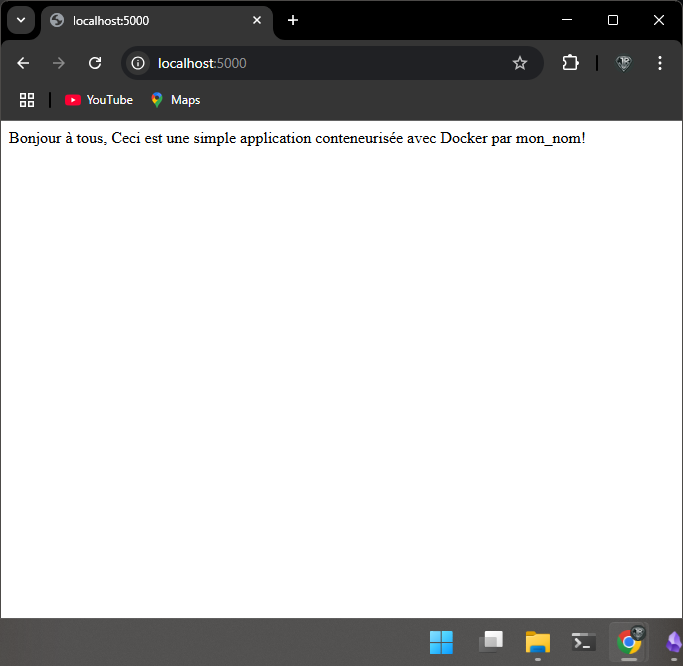 localhost:5000
localhost:5000
YouTube
Maps
Bonjour à tous, Ceci est une simple application conteneurisée avec Docker par mon_nom!